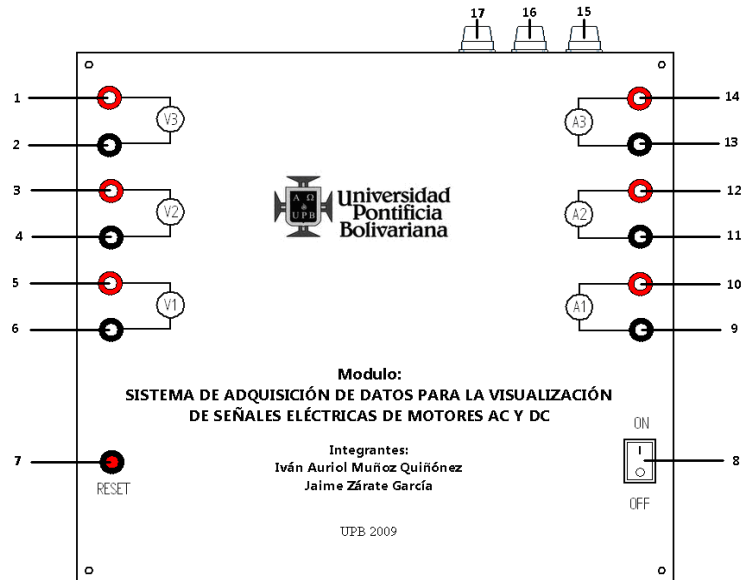 17 16 15
1 V3 A3 14
2 13
Α Ω
&
UPB
Universidad
Pontificia
Bolivariana
3 V2 A2 12
4 11
5 V1 A1 10
6 9
Modulo:
SISTEMA DE ADQUISICIÓN DE DATOS PARA LA VISUALIZACIÓN
DE SEÑALES ELÉCTRICAS DE MOTORES AC Y DC
ON
7 8
RESET
OFF
Integrantes:
Iván Auriol Muñoz Quiñónez
Jaime Zárate García
UPB 2009